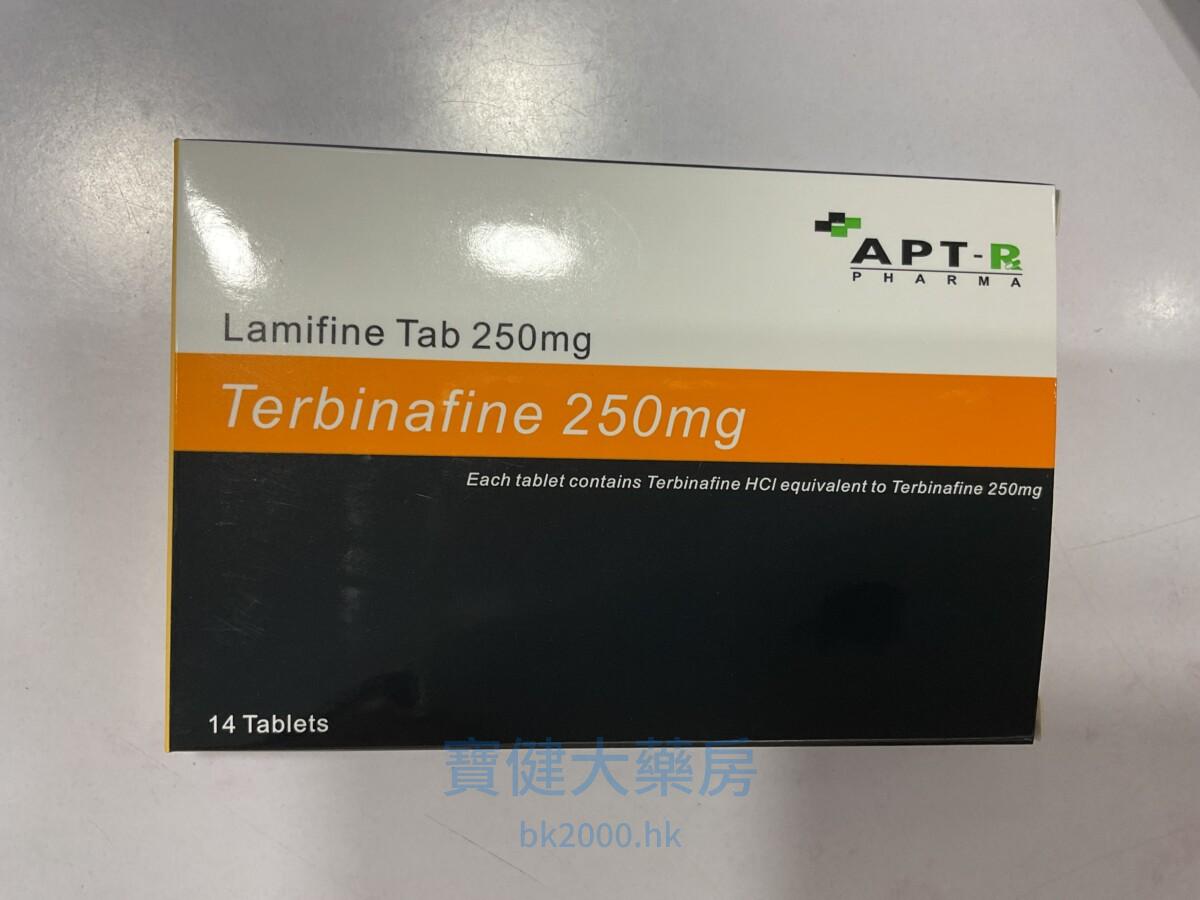 APT-Rx
PHARMA
Lamifine Tab 250mg
Terbinafine 250mg
Each tablet contains Terbinafine HCl equivalent to Terbinafine 250mg
14 Tablets
寶健大藥房
bk2000.hk